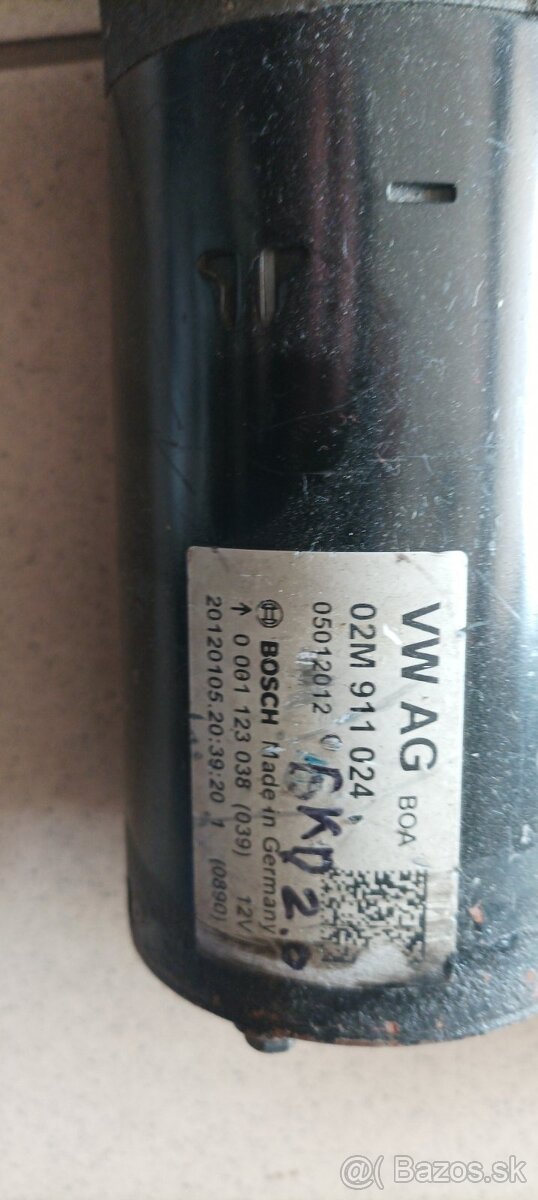 VW AG BOA
02M 911 024
05012012
BOSCH Made in Germany
↑ 0 001 123 038 (039) 12V
20120105.20:39:20 1 (0890)
6KD 2.0
@( Bazos.sk